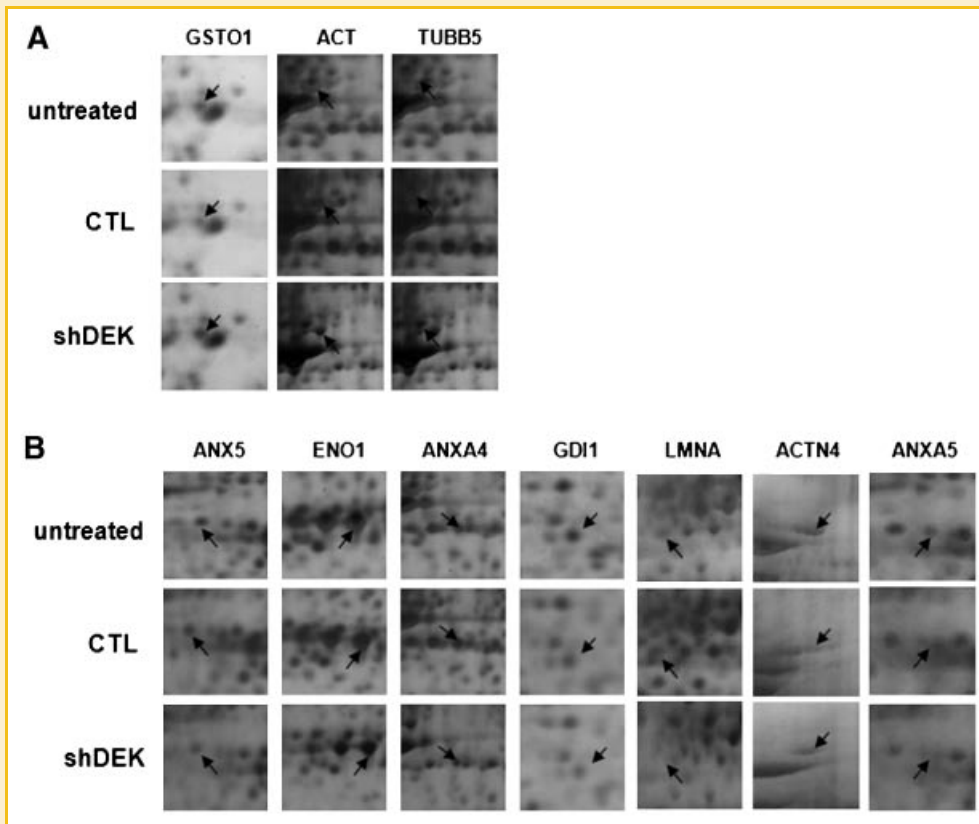 A
GSTO1 ACT TUBB5
untreated
CTL
shDEK
B
ANX5 ENO1 ANXA4 GDI1 LMNA ACTN4 ANXA5
untreated
CTL
shDEK